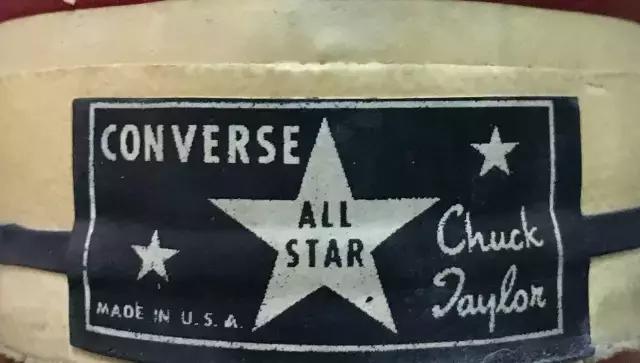 CONVERSE
ALL
STAR
Chuck
Taylor
MADE IN U.S.A.